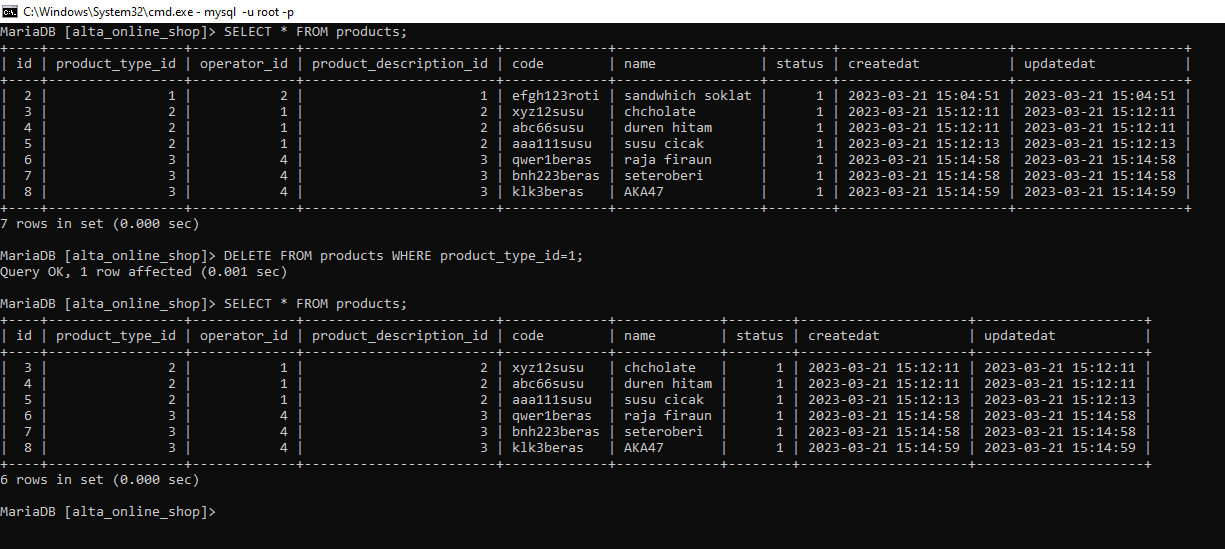 C:\Windows\System32\cmd.exe - mysql -u root -p
MariaDB [alta_online_shop]> SELECT * FROM products;
+----+-----------------+-------------+------------------------+-------------+------------------+--------+---------------------+---------------------+
| id | product_type_id | operator_id | product_description_id | code        | name             | status | createdat           | updatedat           |
+----+-----------------+-------------+------------------------+-------------+------------------+--------+---------------------+---------------------+
|  2 |               1 |           2 |                      1 | efgh123roti | sandwhich soklat |      1 | 2023-03-21 15:04:51 | 2023-03-21 15:04:51 |
|  3 |               2 |           1 |                      2 | xyz12susu   | chcholate        |      1 | 2023-03-21 15:12:11 | 2023-03-21 15:12:11 |
|  4 |               2 |           1 |                      2 | abc66susu   | duren hitam      |      1 | 2023-03-21 15:12:11 | 2023-03-21 15:12:11 |
|  5 |               2 |           1 |                      2 | aaa111susu  | susu cicak       |      1 | 2023-03-21 15:12:13 | 2023-03-21 15:12:13 |
|  6 |               3 |           4 |                      3 | qwer1beras  | raja firaun      |      1 | 2023-03-21 15:14:58 | 2023-03-21 15:14:58 |
|  7 |               3 |           4 |                      3 | bnh223beras | seteroberi       |      1 | 2023-03-21 15:14:58 | 2023-03-21 15:14:58 |
|  8 |               3 |           4 |                      3 | klk3beras   | AKA47            |      1 | 2023-03-21 15:14:59 | 2023-03-21 15:14:59 |
+----+-----------------+-------------+------------------------+-------------+------------------+--------+---------------------+---------------------+
7 rows in set (0.000 sec)
MariaDB [alta_online_shop]> DELETE FROM products WHERE product_type_id=1;
Query OK, 1 row affected (0.001 sec)
MariaDB [alta_online_shop]> SELECT * FROM products;
+----+-----------------+-------------+------------------------+-------------+-------------+--------+---------------------+---------------------+
| id | product_type_id | operator_id | product_description_id | code        | name        | status | createdat           | updatedat           |
+----+-----------------+-------------+------------------------+-------------+-------------+--------+---------------------+---------------------+
|  3 |               2 |           1 |                      2 | xyz12susu   | chcholate   |      1 | 2023-03-21 15:12:11 | 2023-03-21 15:12:11 |
|  4 |               2 |           1 |                      2 | abc66susu   | duren hitam |      1 | 2023-03-21 15:12:11 | 2023-03-21 15:12:11 |
|  5 |               2 |           1 |                      2 | aaa111susu  | susu cicak  |      1 | 2023-03-21 15:12:13 | 2023-03-21 15:12:13 |
|  6 |               3 |           4 |                      3 | qwer1beras  | raja firaun |      1 | 2023-03-21 15:14:58 | 2023-03-21 15:14:58 |
|  7 |               3 |           4 |                      3 | bnh223beras | seteroberi  |      1 | 2023-03-21 15:14:58 | 2023-03-21 15:14:58 |
|  8 |               3 |           4 |                      3 | klk3beras   | AKA47       |      1 | 2023-03-21 15:14:59 | 2023-03-21 15:14:59 |
+----+-----------------+-------------+------------------------+-------------+-------------+--------+---------------------+---------------------+
6 rows in set (0.000 sec)
MariaDB [alta_online_shop]>